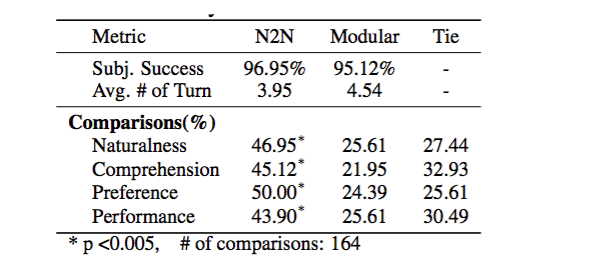 Metric N2N Modular Tie
Subj. Success 96.95% 95.12% -
Avg. # of Turn 3.95 4.54 -
Comparisons(%)
Naturalness 46.95* 25.61 27.44
Comprehension 45.12* 21.95 32.93
Preference 50.00* 24.39 25.61
Performance 43.90* 25.61 30.49
* p <0.005, # of comparisons: 164